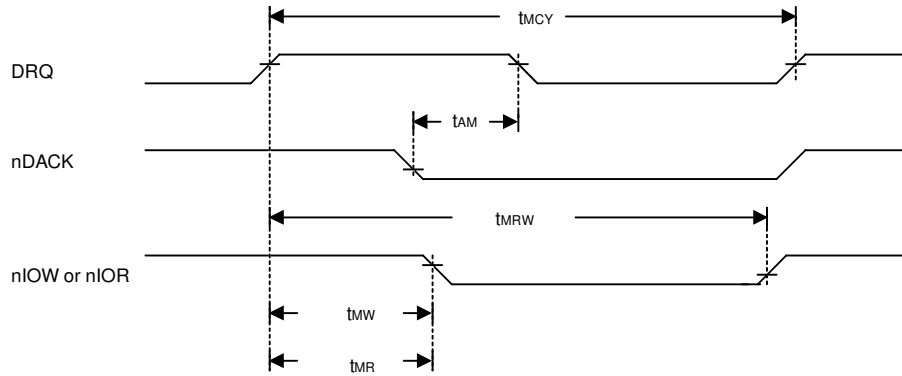 tMCY
DRQ
tAM
nDACK
tMRW
nIOW or nIOR
tMW
tMR